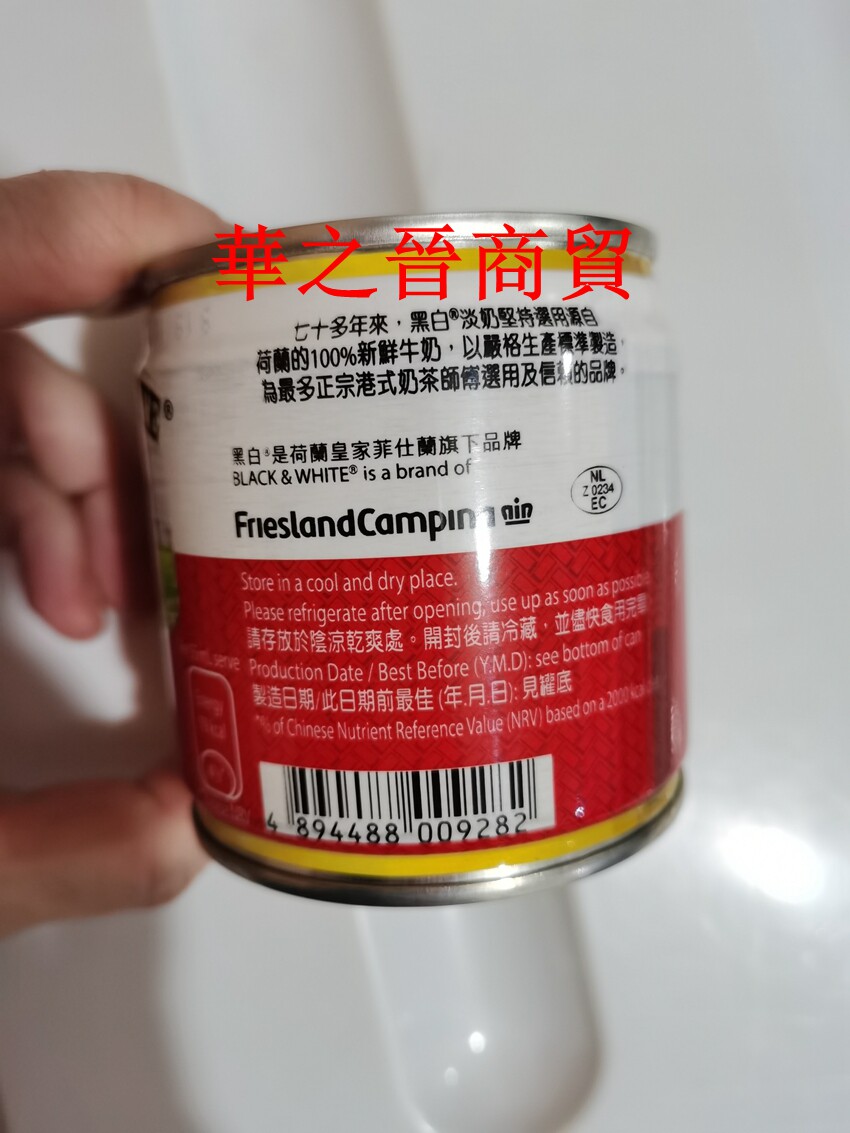 華之晉商貿
七十多年來，黑白®淡奶堅持選用源自
荷蘭的100%新鮮牛奶，以嚴格生產標準製造，
為最多正宗港式奶茶師傅選用及信賴的品牌。
黑白®是荷蘭皇家菲仕蘭旗下品牌
BLACK & WHITE® is a brand of
FrieslandCampina
NL
Z 0234
EC
Store in a cool and dry place.
Please refrigerate after opening, use up as soon as possible
請存放於陰涼乾爽處。開封後請冷藏，並儘快食用完畢
serve
Production Date / Best Before (Y.M.D): see bottom of can
製造日期/此日期前最佳 (年.月.日): 見罐底
*% of Chinese Nutrient Reference Value (NRV) based on a 2000 kcal
4 894488 009282